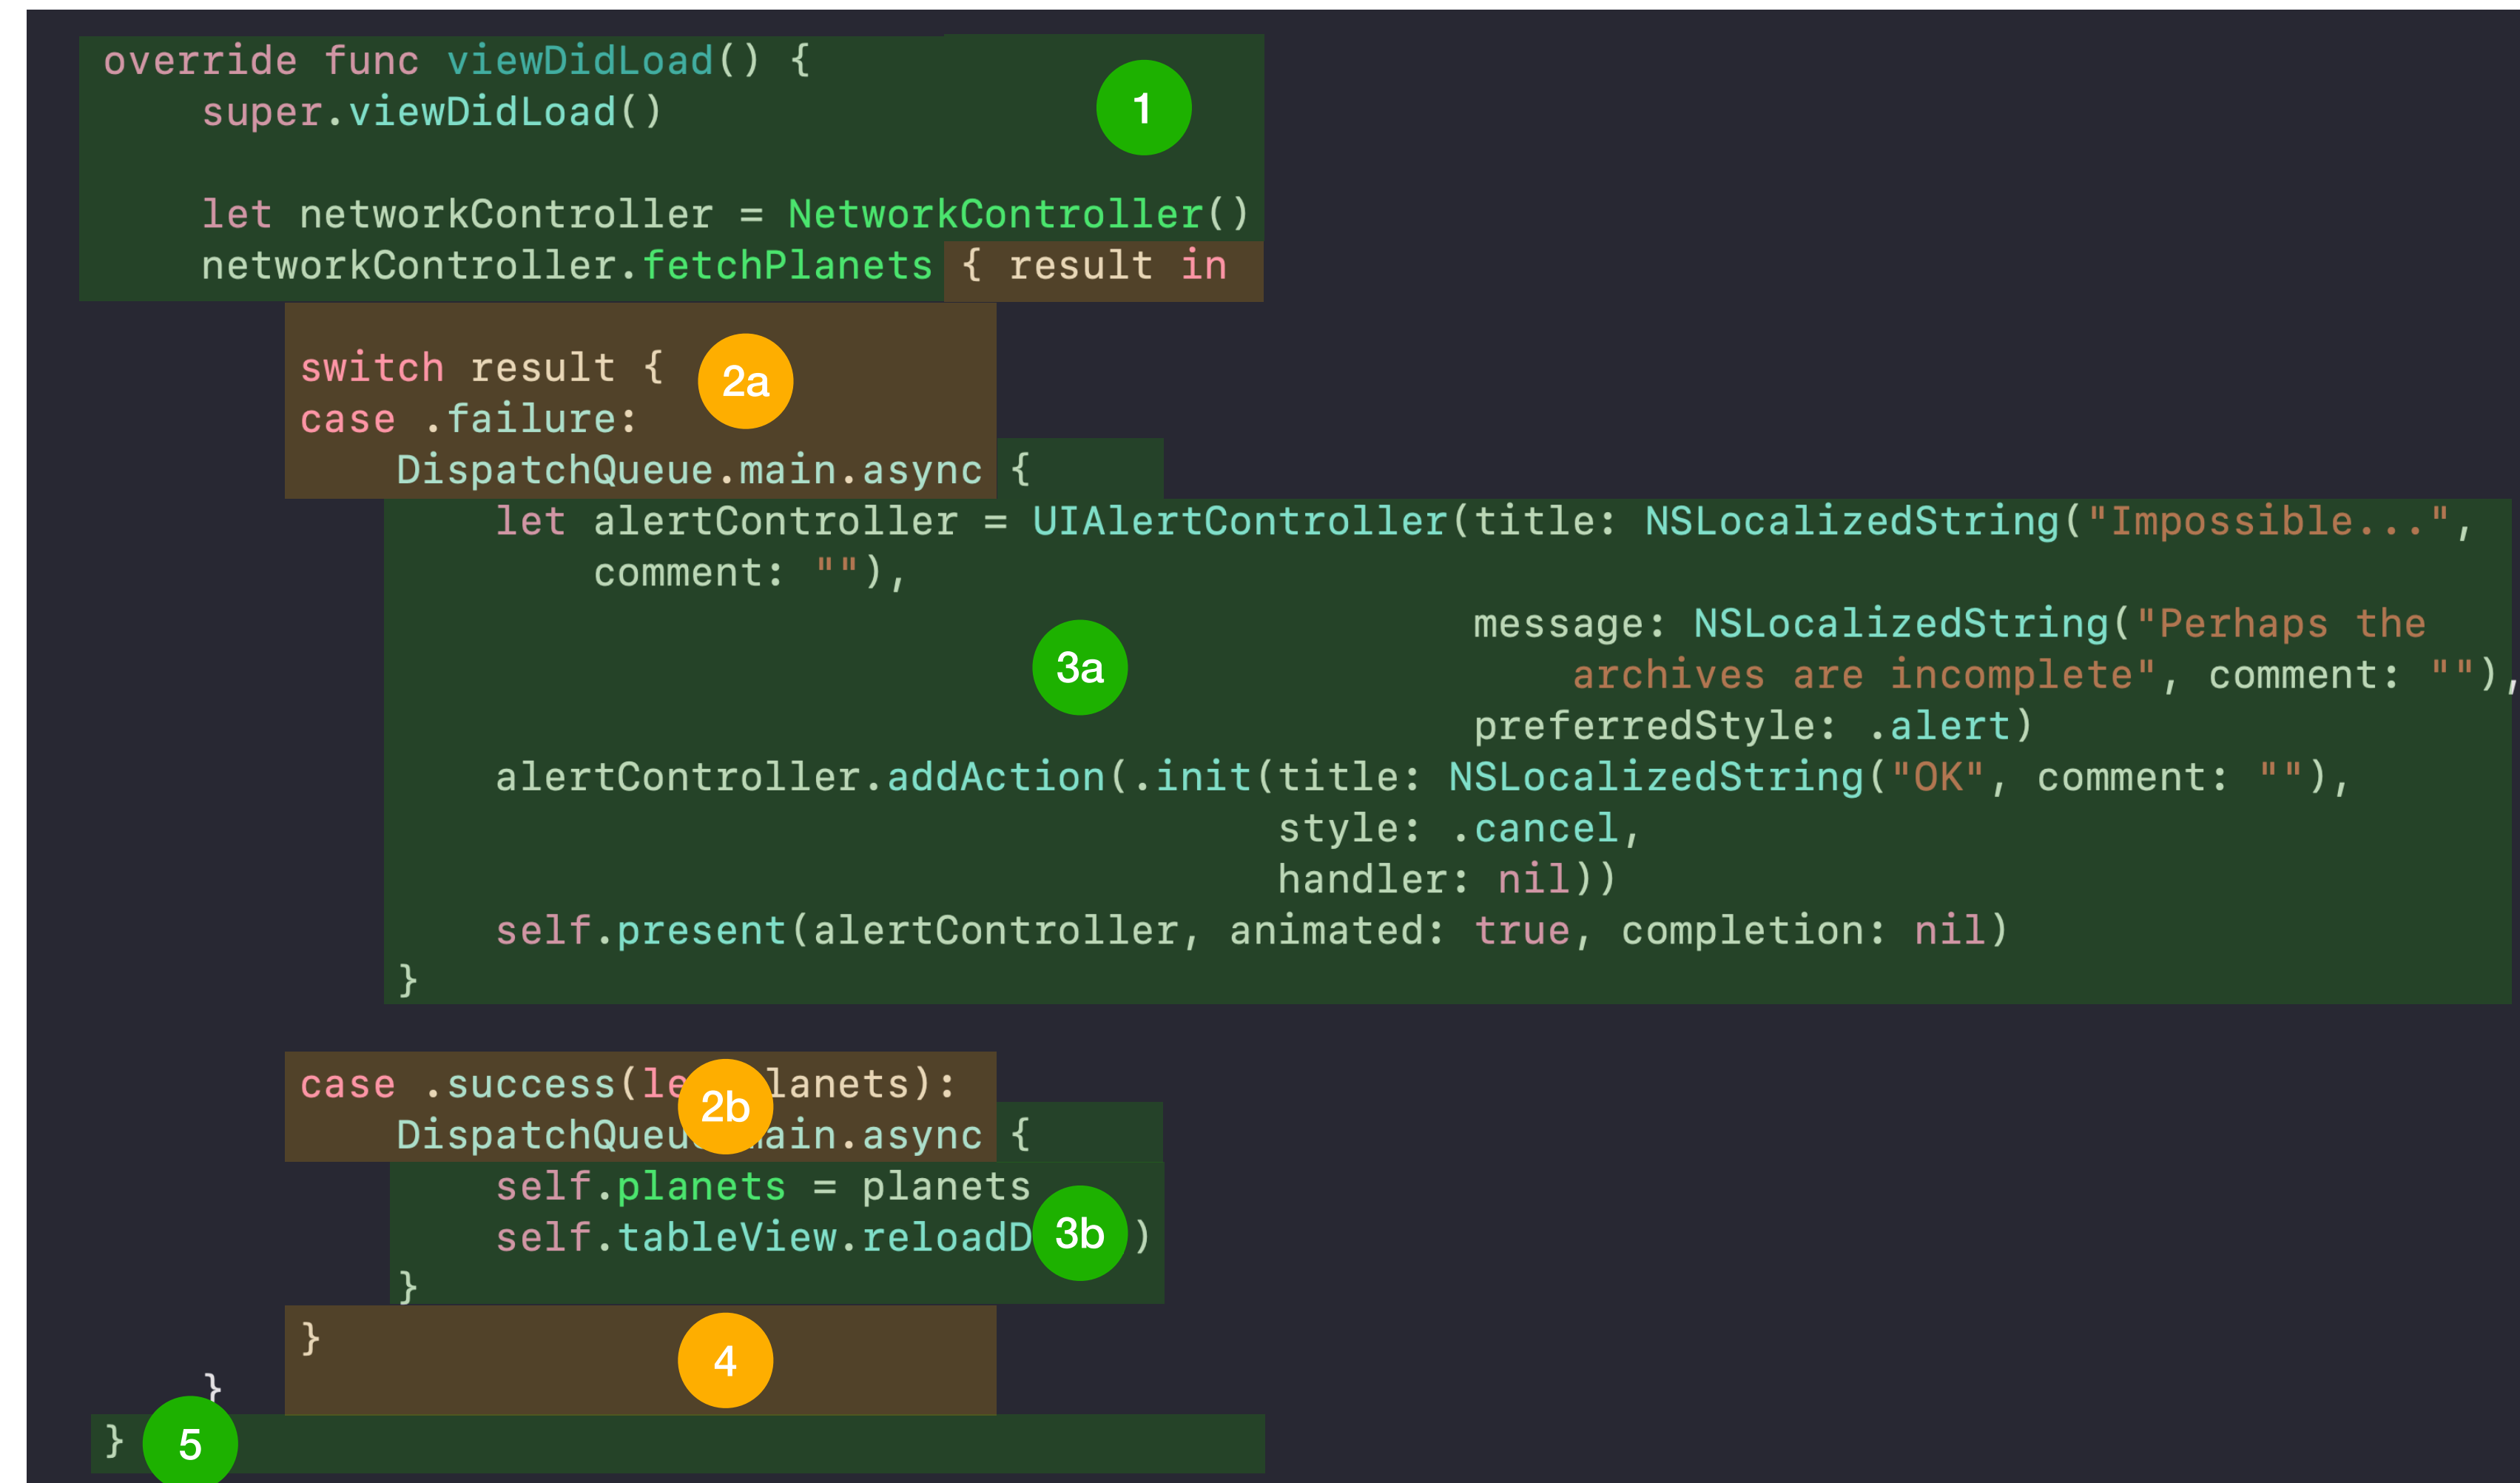 override func viewDidLoad() {
super.viewDidLoad()
1
let networkController = NetworkController()
networkController.fetchPlanets { result in
switch result {
2a
case .failure:
DispatchQueue.main.async {
let alertController = UIAlertController(title: NSLocalizedString("Impossible...",
comment: ""),
message: NSLocalizedString("Perhaps the
3a
archives are incomplete", comment: ""),
preferredStyle: .alert)
alertController.addAction(.init(title: NSLocalizedString("OK", comment: ""),
style: .cancel,
handler: nil))
self.present(alertController, animated: true, completion: nil)
}
case .success(le lanets):
2b
DispatchQueu ain.async {
self.planets = planets
self.tableView.reloadD )
3b
}
}
4
}
}
5